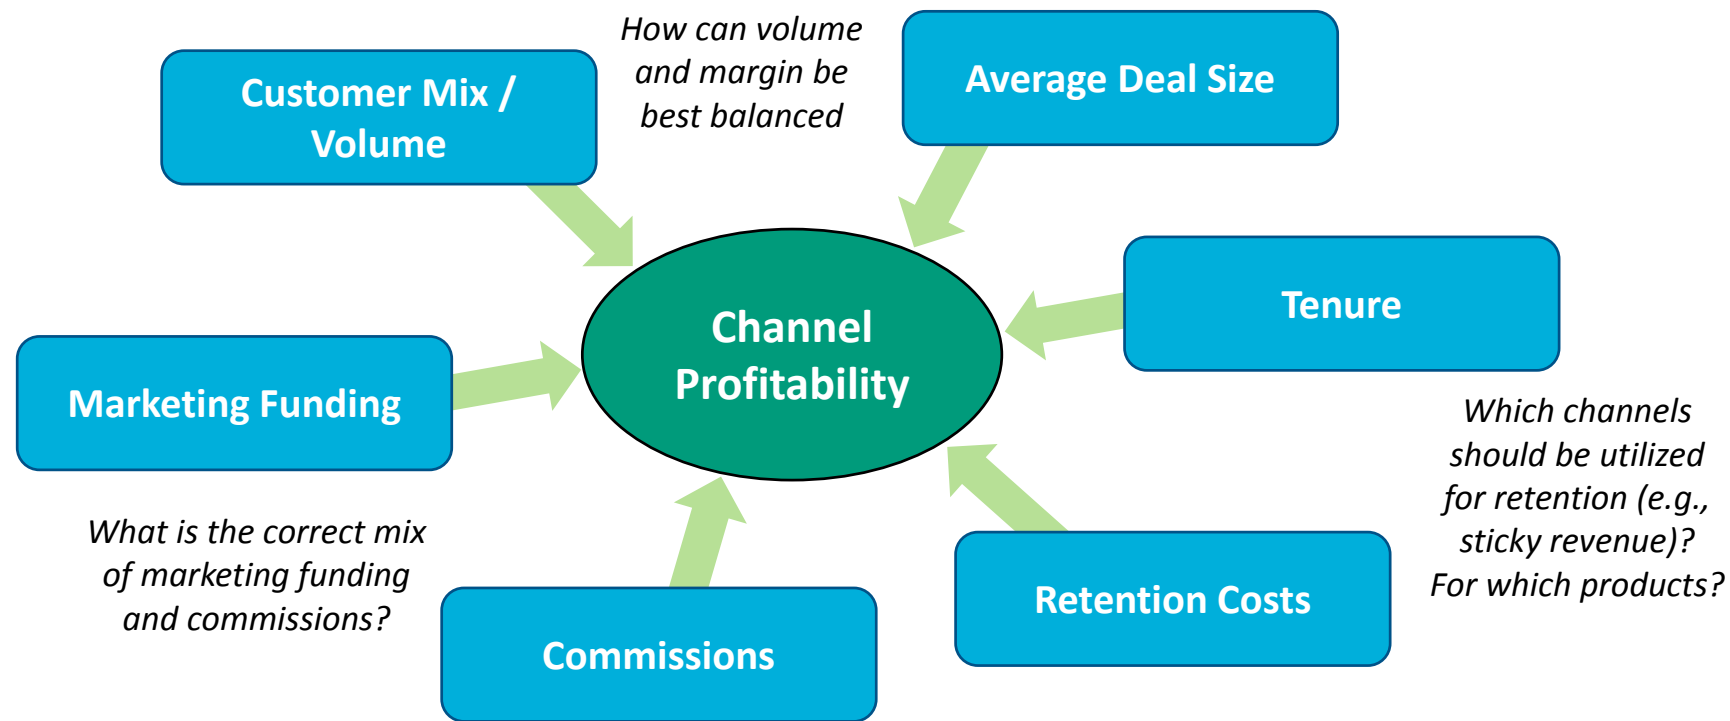 How can volume
and margin be
best balanced
Customer Mix /
Volume
Average Deal Size
Tenure
Channel
Profitability
Marketing Funding
Which channels
should be utilized
for retention (e.g.,
sticky revenue)?
For which products?
What is the correct mix
of marketing funding
and commissions?
Retention Costs
Commissions